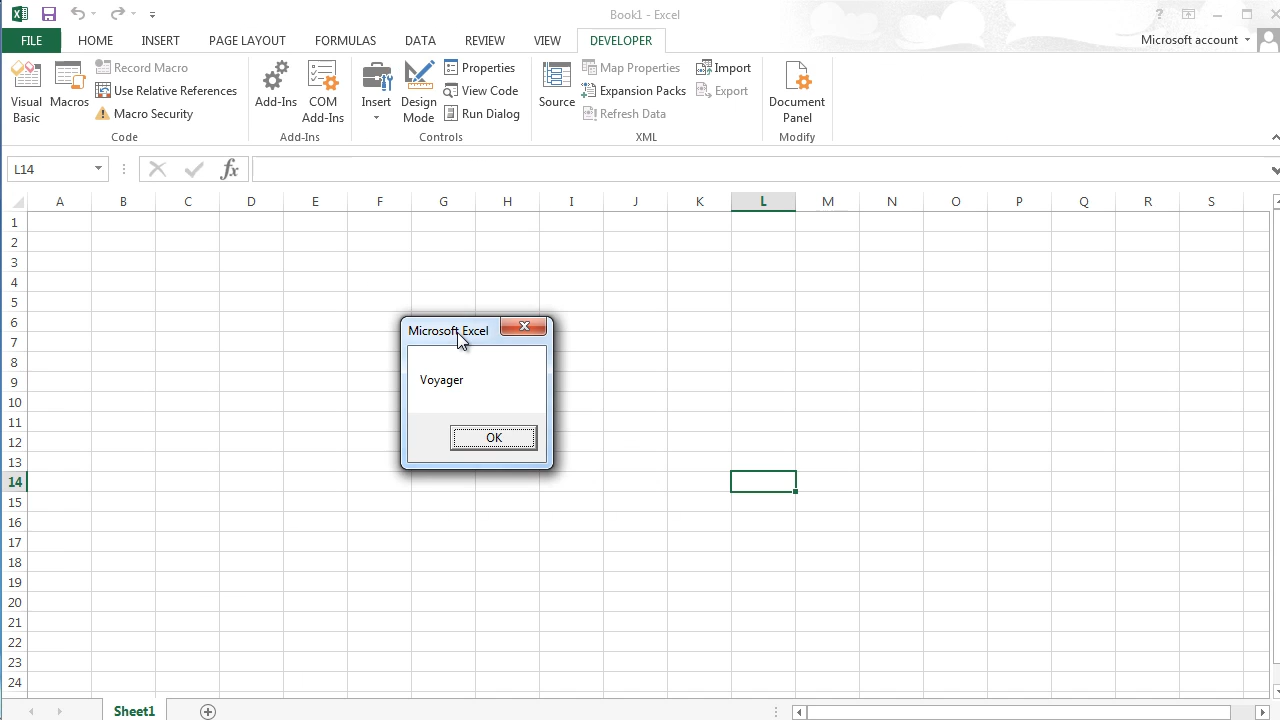 Book1 - Excel
?
FILE HOME INSERT PAGE LAYOUT FORMULAS DATA REVIEW VIEW DEVELOPER Microsoft account
Visual Basic
Macros
Record Macro
Use Relative References
Macro Security
Code
Add-Ins
COM Add-Ins
Add-Ins
Insert
Design Mode
Properties
View Code
Run Dialog
Controls
Source
Map Properties
Expansion Packs
Refresh Data
Import
Export
XML
Document Panel
Modify
L14
fx
A B C D E F G H I J K L M N O P Q R S
1
2
3
4
5
6
7
8
9
10
11
12
13
14
15
16
17
18
19
20
21
22
23
24
Microsoft Excel
Voyager
OK
Sheet1